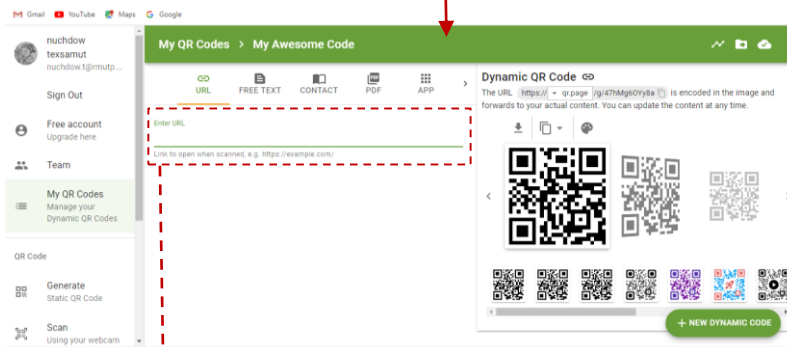 Gmail YouTube Maps Google
nuchdow
texsamut
nuchdow.t@rmutp...
Sign Out
Free account
Upgrade here
Team
My QR Codes
Manage your
Dynamic QR Codes
QR Code
Generate
Static QR Code
Scan
Using your webcam
My QR Codes > My Awesome Code
URL FREE TEXT CONTACT PDF APP
Enter URL
Link to open when scanned, e.g. https://example.com/
Dynamic QR Code
The URL https:// qr.page /g/47hMg6OYy8a is encoded in the image and
forwards to your actual content. You can update the content at any time.
+ NEW DYNAMIC CODE